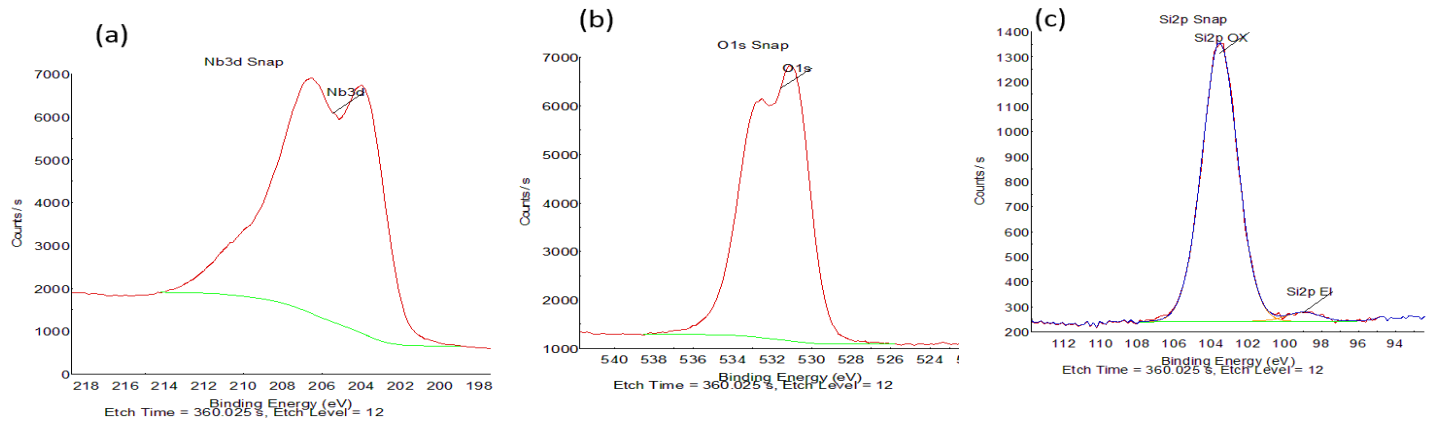 (a)
Nb3d Snap
Nb3d
7000
6000
5000
4000
3000
2000
1000
0
Counts / s
218 216 214 212 210 208 206 204 202 200 198
Binding Energy (eV)
Etch Time = 360.025 s, Etch Level = 12
(b)
O1s Snap
O1s
7000
6000
5000
4000
3000
2000
1000
Counts / s
540 538 536 534 532 530 528 526 524
Binding Energy (eV)
Etch Time = 360.025 s, Etch Level = 12
(c)
Si2p Snap
Si2p OX
Si2p El
1400
1300
1200
1100
1000
900
800
700
600
500
400
300
200
Counts / s
112 110 108 106 104 102 100 98 96 94
Binding Energy (eV)
Etch Time = 360.025 s, Etch Level = 12